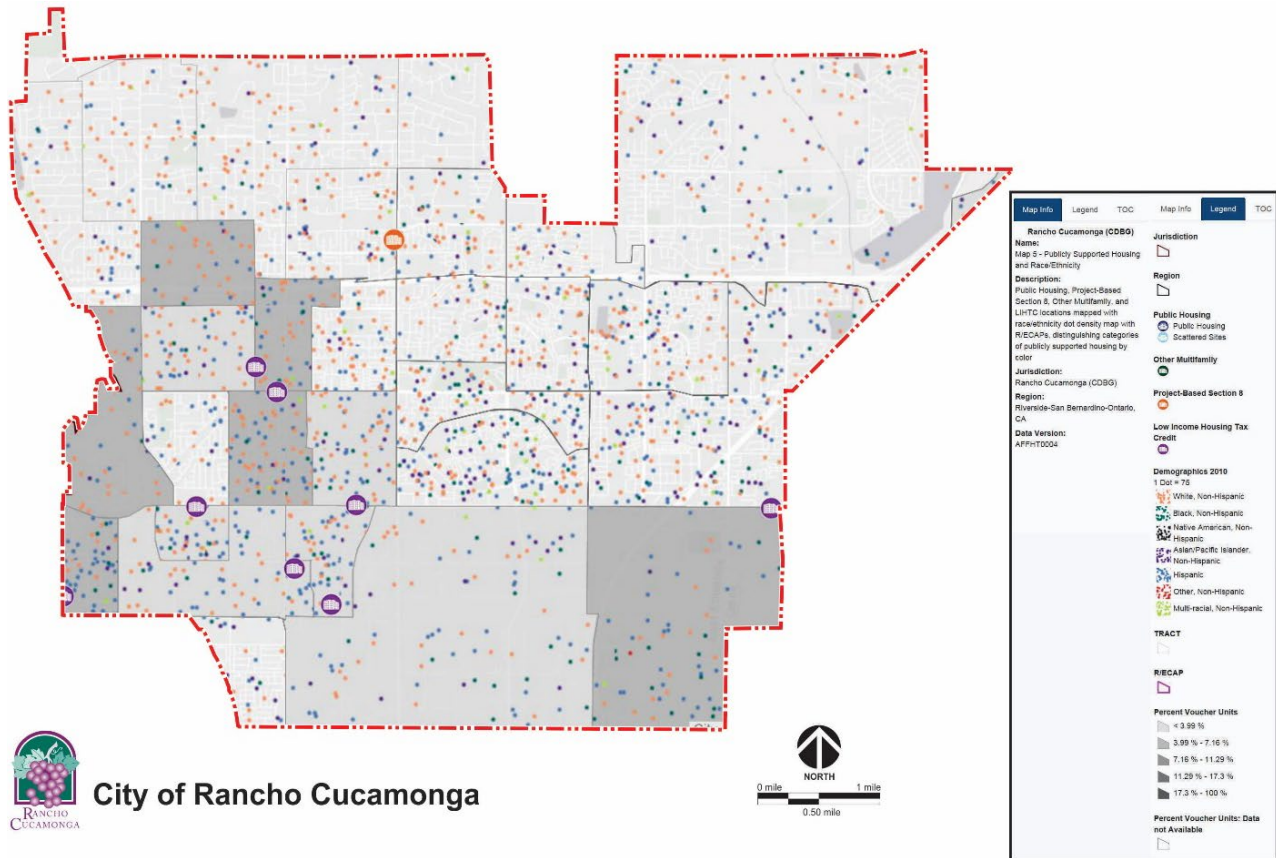 Map Info Legend TOC
Rancho Cucamonga (CDBG)
Name:
Map 5 - Publicly Supported Housing
and Race/Ethnicity
Description:
Public Housing, Project-Based
Section 8, Other Multifamily, and
LIHTC locations mapped with
race/ethnicity dot density map with
R/ECAPs, distinguishing categories
of publicly supported housing by
color
Jurisdiction:
Rancho Cucamonga (CDBG)
Region:
Riverside-San Bernardino-Ontario,
CA
Data Version:
AFFHT0004
Map Info Legend TOC
Jurisdiction
Region
Public Housing
Public Housing
Scattered Sites
Other Multifamily
Project-Based Section 8
Low Income Housing Tax
Credit
Demographics 2010
1 Dot = 75
White, Non-Hispanic
Black, Non-Hispanic
Native American, Non-
Hispanic
Asian/Pacific Islander,
Non-Hispanic
Hispanic
Other, Non-Hispanic
Multi-racial, Non-Hispanic
TRACT
R/ECAP
Percent Voucher Units
< 3.99 %
3.99 % - 7.16 %
7.16 % - 11.29 %
11.29 % - 17.3 %
17.3 % - 100 %
Percent Voucher Units: Data
not Available
RANCHO
CUCAMONGA
City of Rancho Cucamonga
NORTH
0 mile 1 mile
0.50 mile